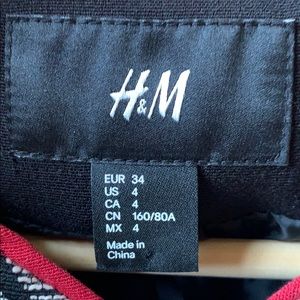 H&M
EUR 34
US 4
CA 4
CN 160/80A
MX 4
Made in
China